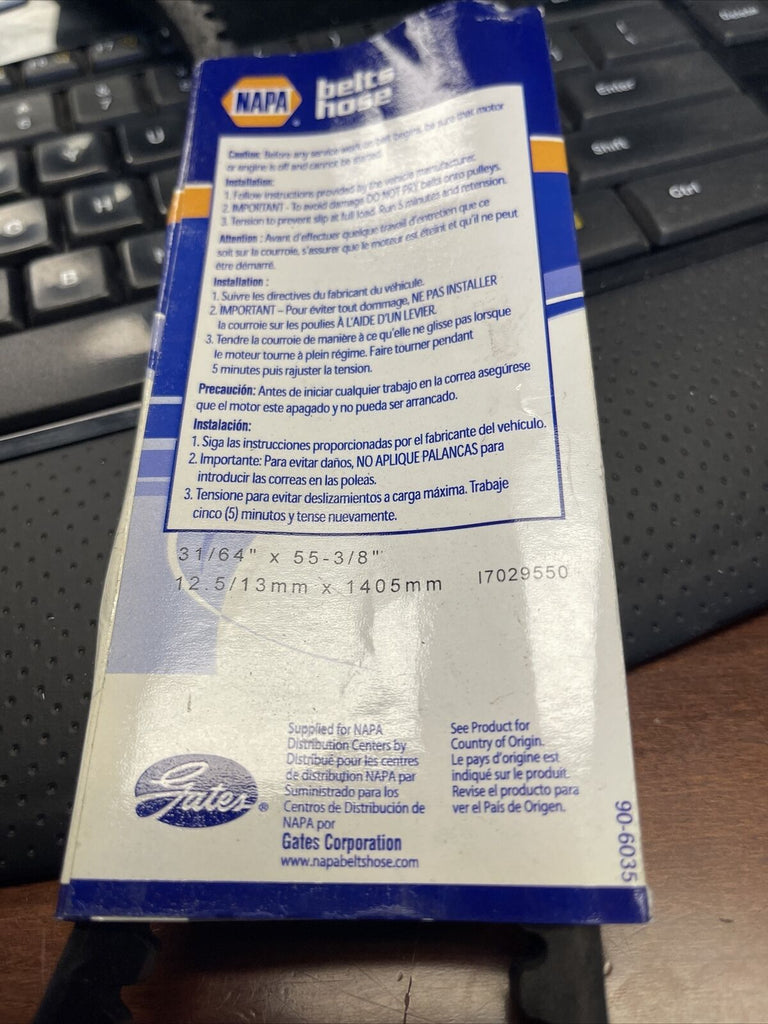 NAPA
belts
hose
Caution: Before any service work on belt begins, be sure that motor
or engine is off and cannot be started.
Installation:
1. Follow instructions provided by the vehicle manufacturer.
2. IMPORTANT - To avoid damage DO NOT PRY belts onto pulleys.
3. Tension to prevent slip at full load. Run 5 minutes and retension.
Attention : Avant d'effectuer quelque travail d'entretien que ce
soit sur la courroie, s'assurer que le moteur est éteint et qu'il ne peut
être démarré.
Installation :
1. Suivre les directives du fabricant du véhicule.
2. IMPORTANT – Pour éviter tout dommage, NE PAS INSTALLER
la courroie sur les poulies À L'AIDE D'UN LEVIER.
3. Tendre la courroie de manière à ce qu'elle ne glisse pas lorsque
le moteur tourne à plein régime. Faire tourner pendant
5 minutes puis rajuster la tension.
Precaución: Antes de iniciar cualquier trabajo en la correa asegúrese
que el motor este apagado y no pueda ser arrancado.
Instalación:
1. Siga las instrucciones proporcionadas por el fabricante del vehículo.
2. Importante: Para evitar daños, NO APLIQUE PALANCAS para
introducir las correas en las poleas.
3. Tensione para evitar deslizamientos a carga máxima. Trabaje
cinco (5) minutos y tense nuevamente.
31/64" x 55-3/8"
12.5/13mm x 1405mm
17029550
Gates®
Supplied for NAPA
Distribution Centers by
Distribué pour les centres
de distribution NAPA par
Suministrado para los
Centros de Distribución de
NAPA por
Gates Corporation
www.napabeltshose.com
See Product for
Country of Origin.
Le pays d'origine est
indiqué sur le produit.
Revise el producto para
ver el País de Origen.
90-6035
Enter
Shift
Ctrl
Y
U
G
H
B